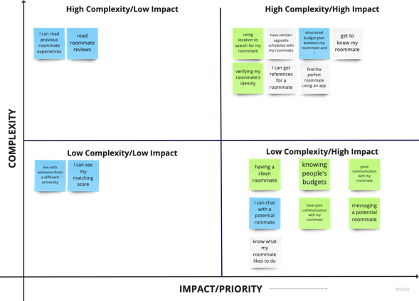 High Complexity/Low Impact
High Complexity/High Impact
I can read
previous
roommate
experiences
read
roommate
reviews
using
location to
search for my
roommate
have similar/
opposite
schedules with my
roommate
structured
budget plan
between my
roommate and
I
get to
know my
roommate
verifying my
roommate's
identity
I can get
references
for a
roommate
find the
perfect
roommate
using an app
COMPLEXITY
Low Complexity/Low Impact
Low Complexity/High Impact
live with
someone from a
different
university
I can see
my
matching
score
having a
clean
roommate
knowing
people's
budgets
good
communication
with my
roommate
I can chat
with a
potential
rommate
have open
communication
with my
roommate
messaging
a potential
roommate
know what
my
roommate
likes to do
IMPACT/PRIORITY
miro